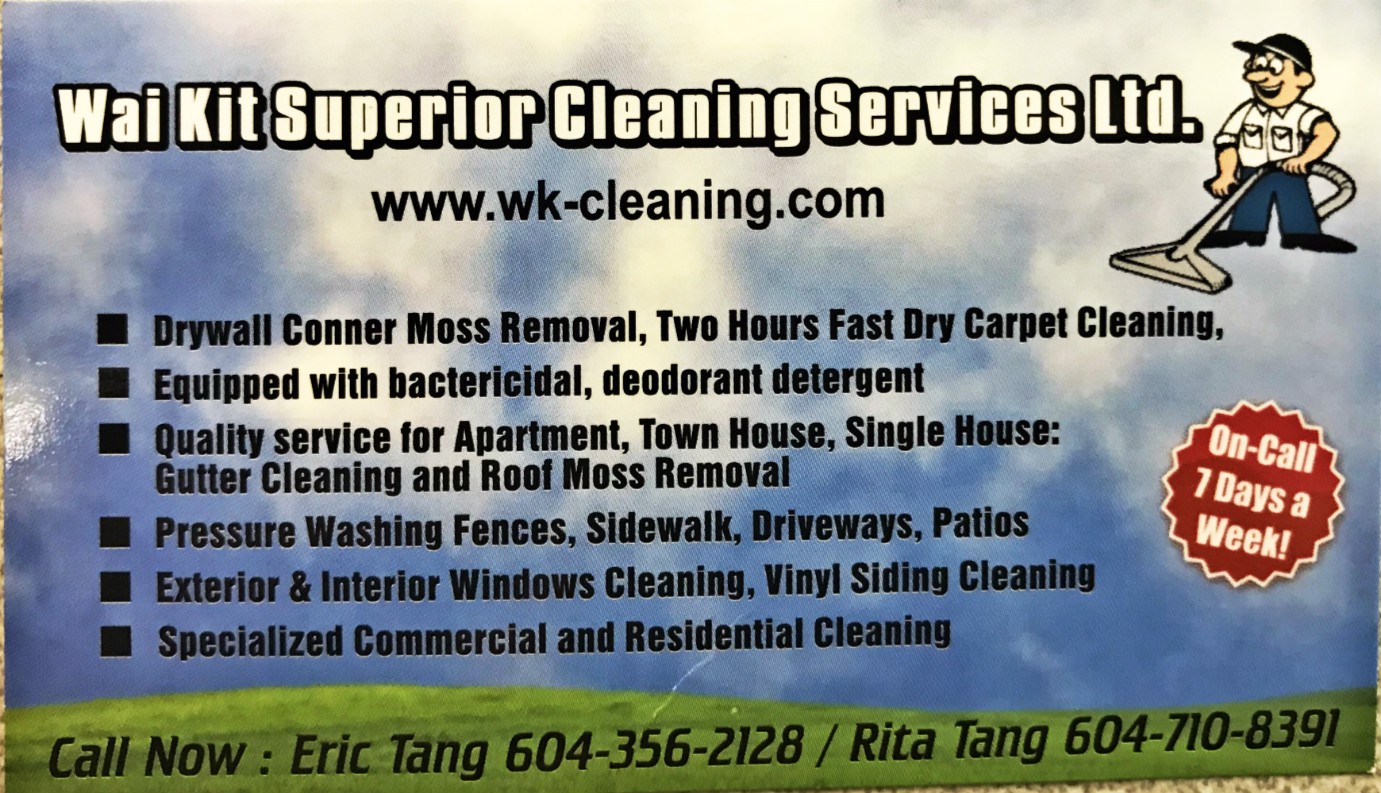 Wai Kit Superior Cleaning Services Ltd.
www.wk-cleaning.com
■ Drywall Conner Moss Removal, Two Hours Fast Dry Carpet Cleaning,
■ Equipped with bactericidal, deodorant detergent
■ Quality service for Apartment, Town House, Single House:
Gutter Cleaning and Roof Moss Removal
■ Pressure Washing Fences, Sidewalk, Driveways, Patios
■ Exterior & Interior Windows Cleaning, Vinyl Siding Cleaning
■ Specialized Commercial and Residential Cleaning
On-Call
7 Days a
Week!
Call Now : Eric Tang 604-356-2128 / Rita Tang 604-710-8391